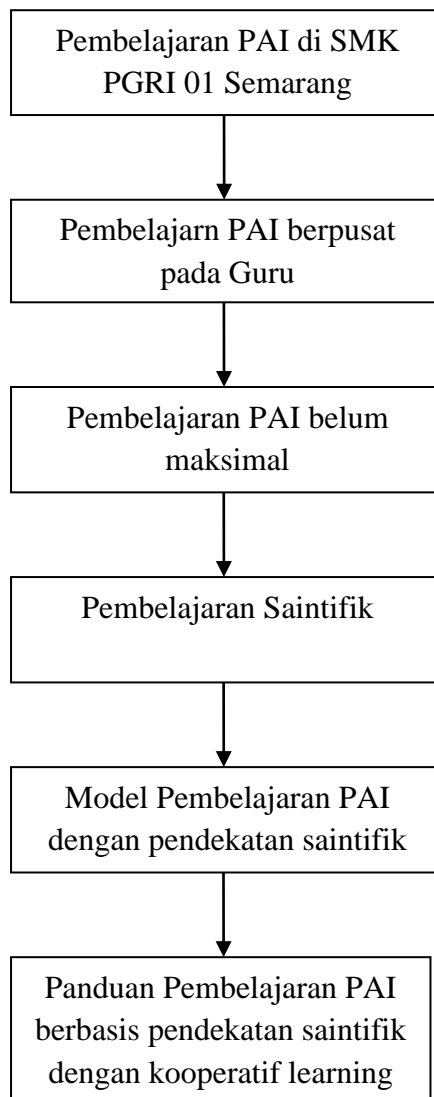 Pembelajaran PAI di SMK
PGRI 01 Semarang
Pembelajarn PAI berpusat
pada Guru
Pembelajaran PAI belum
maksimal
Pembelajaran Saintifik
Model Pembelajaran PAI
dengan pendekatan saintifik
Panduan Pembelajaran PAI
berbasis pendekatan saintifik
dengan kooperatif learning